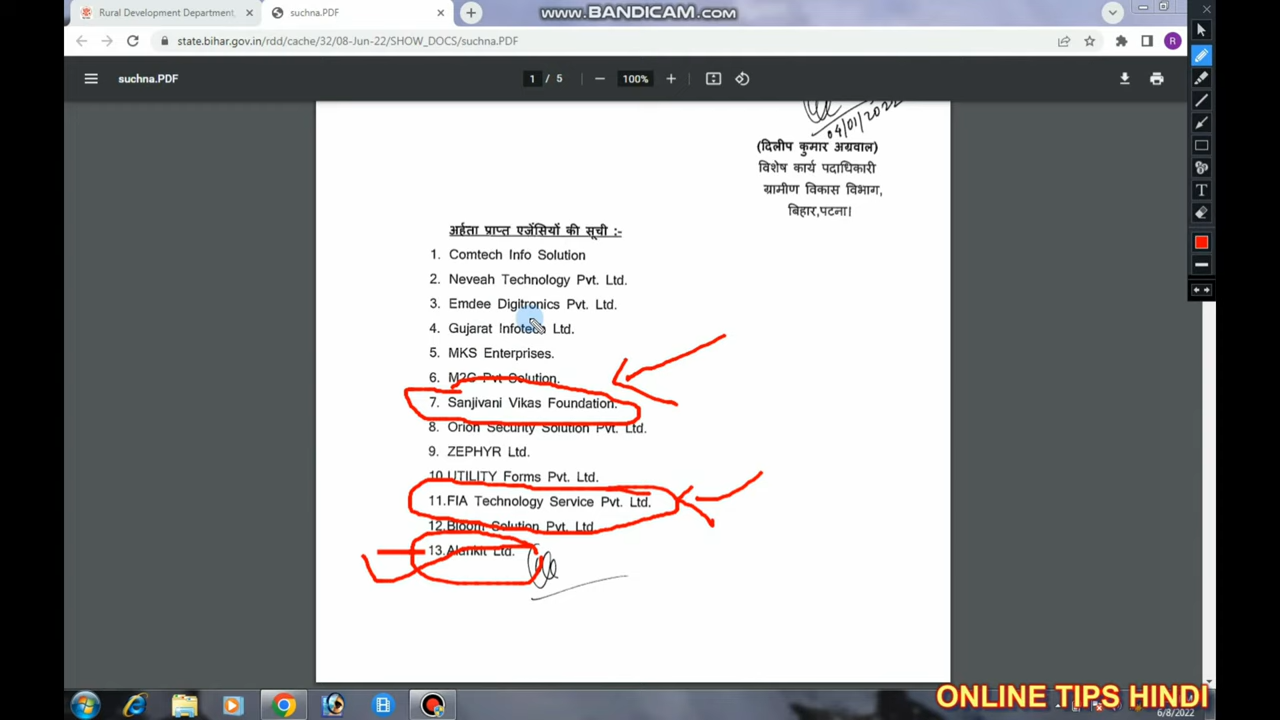 Rural Development Department,
suchna.PDF
www.BANDICAM.com
state.bihar.gov.in/rdd/cache/32/08-Jun-22/SHOW_DOCS/suchna.PDF
R
suchna.PDF
1 / 5
100%
04/01/2022
(दिलीप कुमार अग्रवाल)
विशेष कार्य पदाधिकारी
ग्रामीण विकास विभाग,
बिहार,पटना।
अर्हता प्राप्त एजेंसियों की सूची :-
1. Comtech Info Solution
2. Neveah Technology Pvt. Ltd.
3. Emdee Digitronics Pvt. Ltd.
4. Gujarat Infotech Ltd.
5. MKS Enterprises.
6. M2G Pvt Solution.
7. Sanjivani Vikas Foundation.
8. Orion Security Solution Pvt. Ltd.
9. ZEPHYR Ltd.
10.UTILITY Forms Pvt. Ltd.
11.FIA Technology Service Pvt. Ltd.
12.Bloom Solution Pvt. Ltd
13.Alankit Ltd.
ONLINE TIPS HINDI
6/8/2022